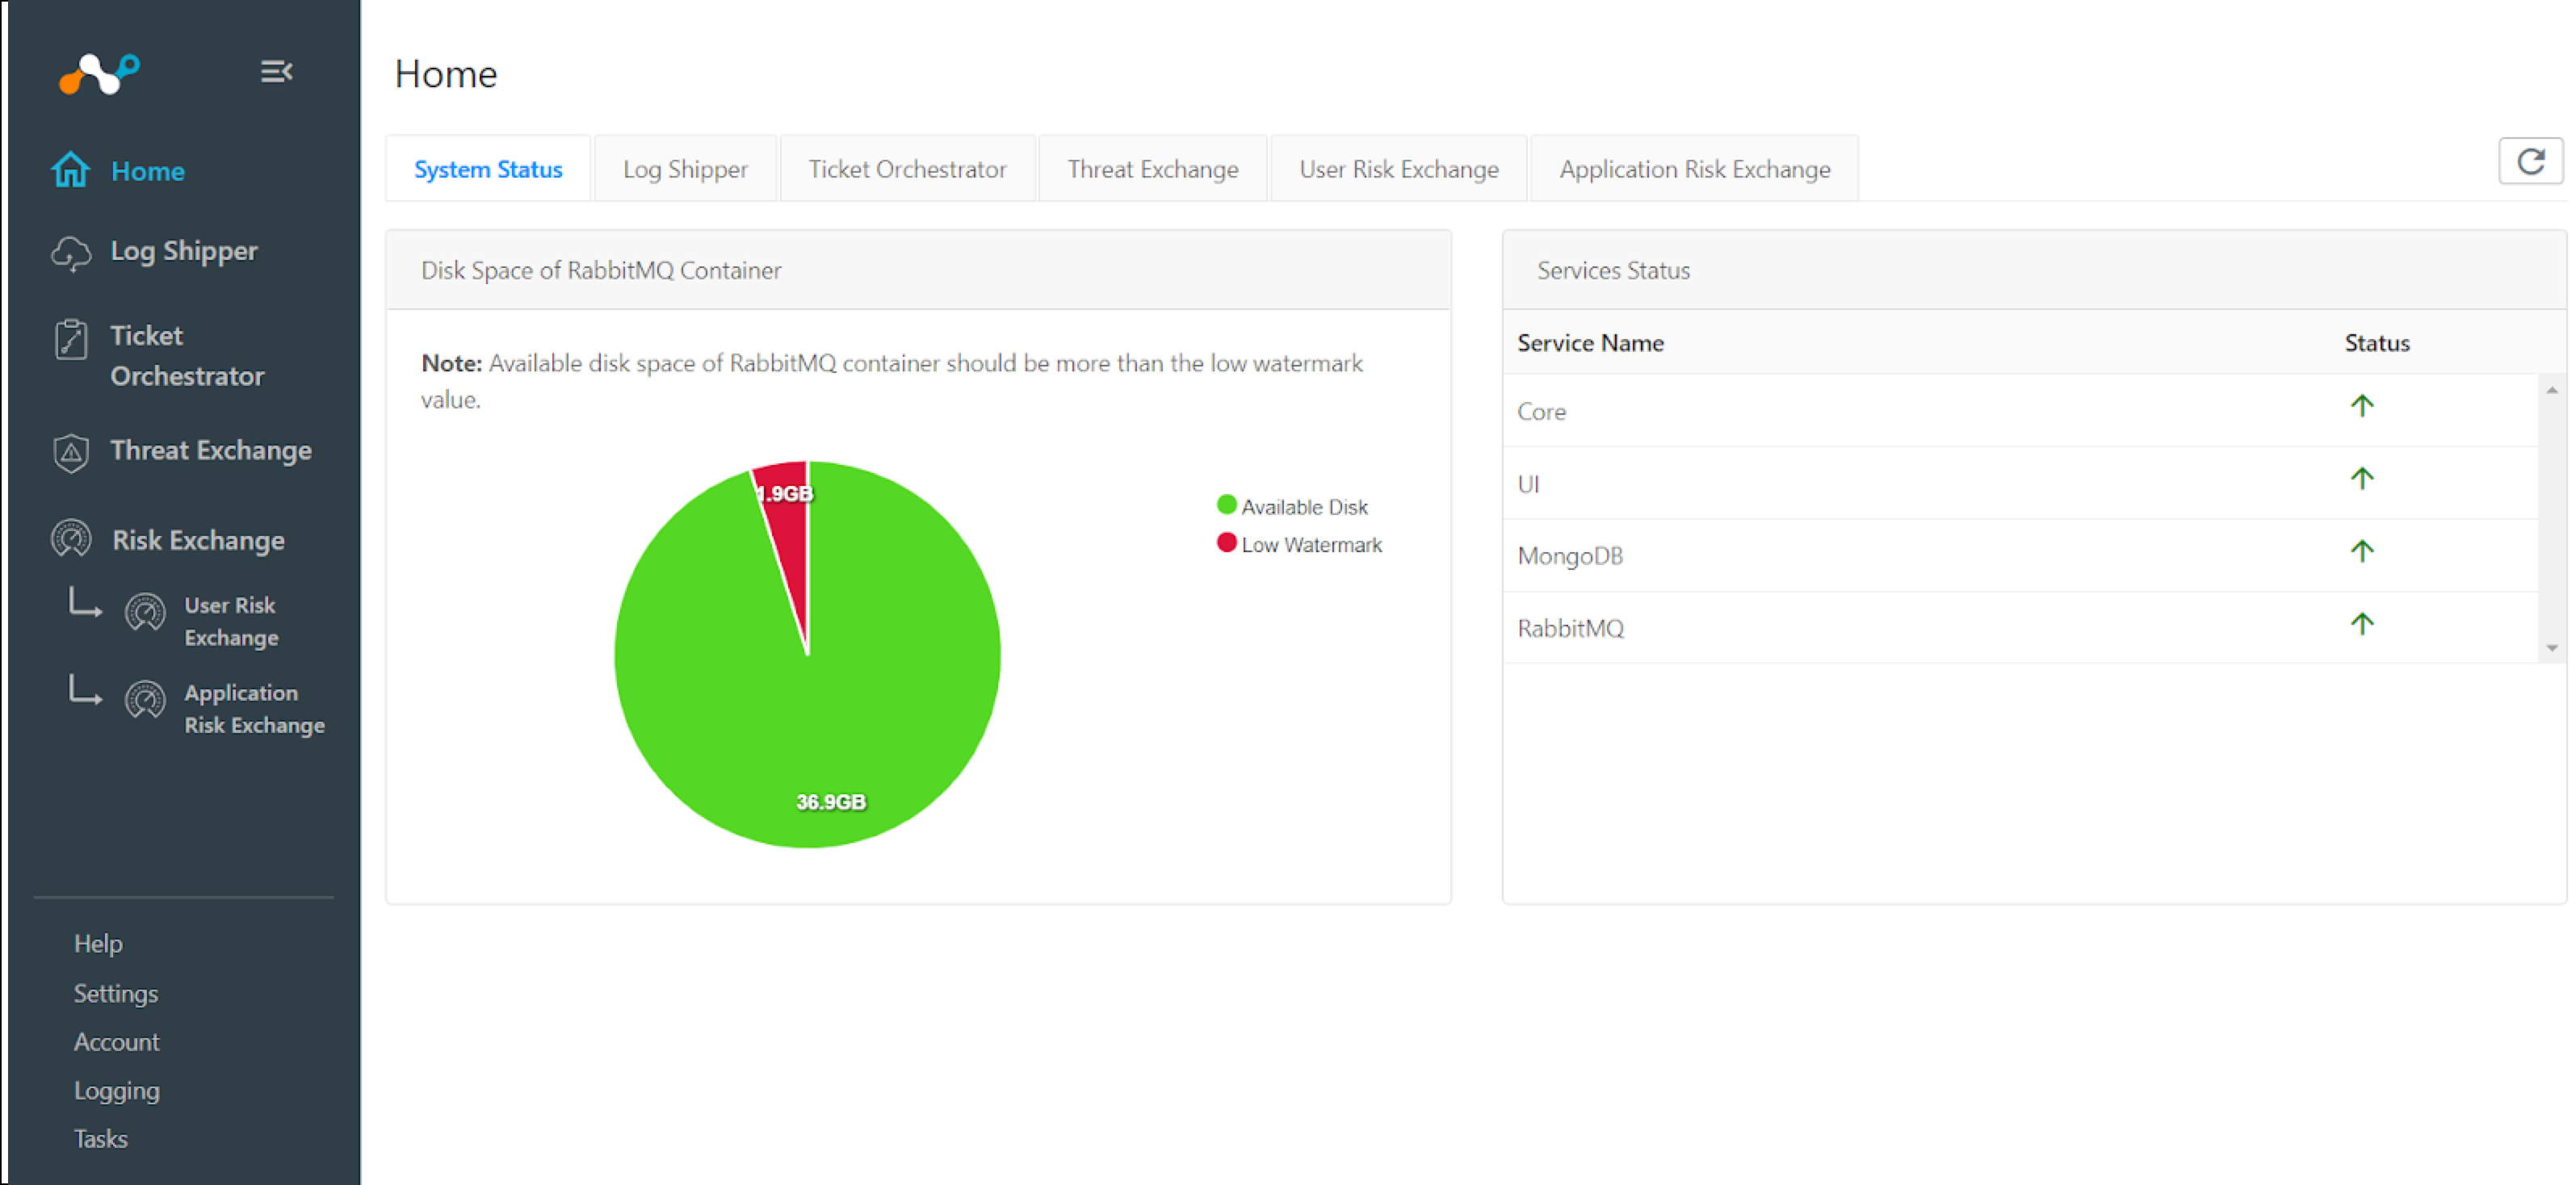 Home
Log Shipper
Ticket
Orchestrator
Threat Exchange
Risk Exchange
User Risk
Exchange
Application
Risk Exchange
Help
Settings
Account
Logging
Tasks
Home
System Status
Log Shipper
Ticket Orchestrator
Threat Exchange
User Risk Exchange
Application Risk Exchange
Disk Space of RabbitMQ Container
Note: Available disk space of RabbitMQ container should be more than the low watermark
value.
1.9GB
36.9GB
Available Disk
Low Watermark
Services Status
Service Name Status
Core
UI
MongoDB
RabbitMQ